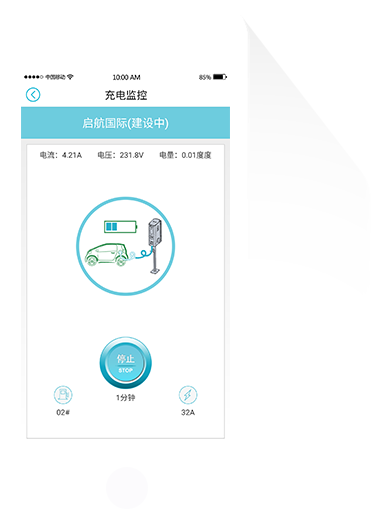 中国移动 10:00 AM 85%
充电监控
启航国际(建设中)
电流：4.21A 电压：231.8V 电量：0.01度度
停止
STOP
1分钟
02# 32A